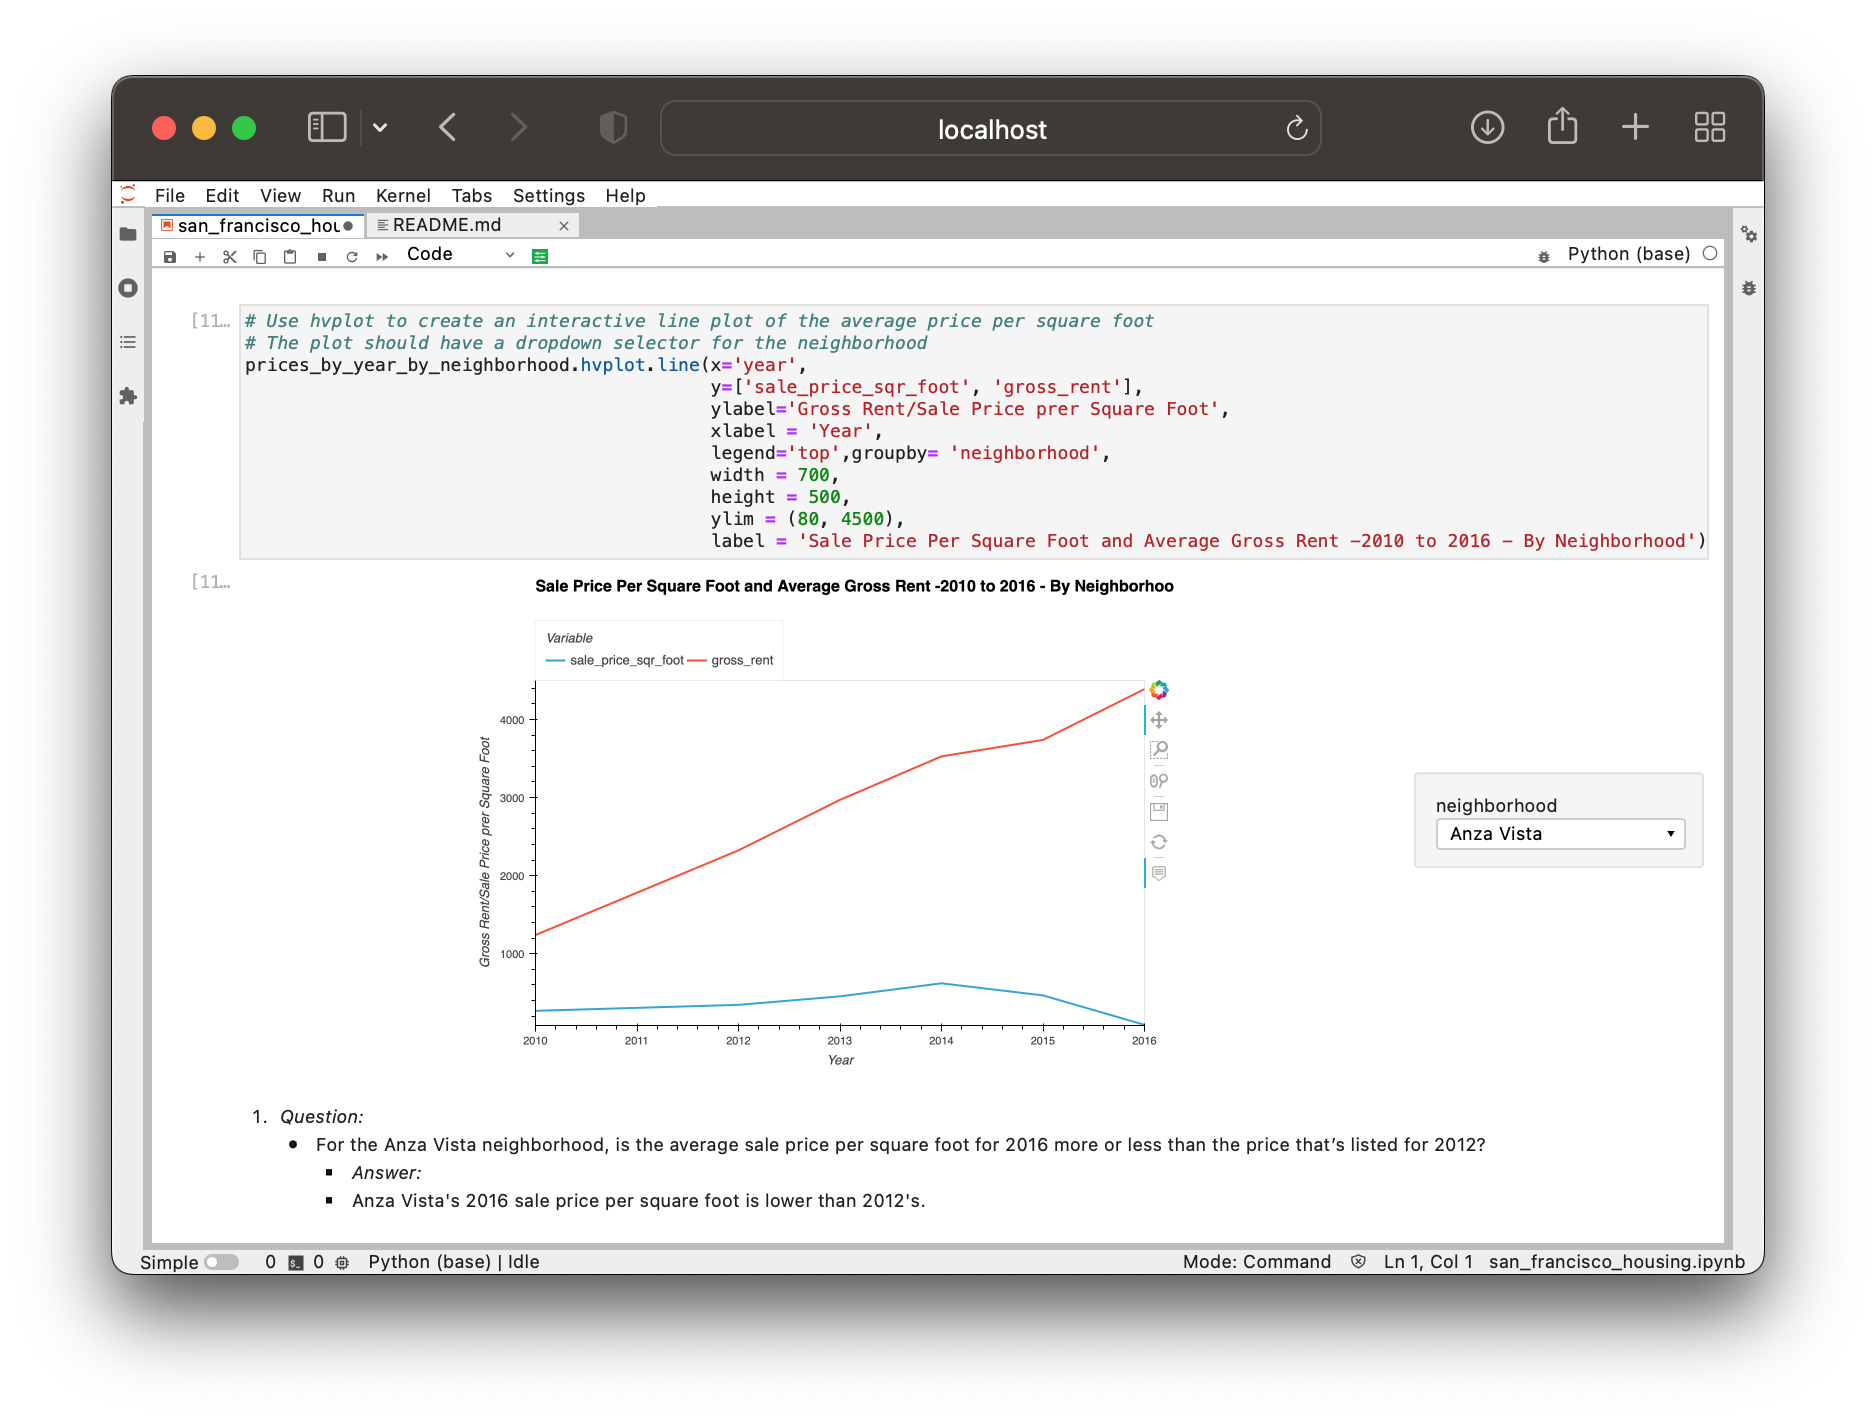 localhost
File Edit View Run Kernel Tabs Settings Help
san_francisco_hou README.md
Code Python (base)
[11...
# Use hvplot to create an interactive line plot of the average price per square foot
# The plot should have a dropdown selector for the neighborhood
prices_by_year_by_neighborhood.hvplot.line(x='year',
y=['sale_price_sqr_foot', 'gross_rent'],
ylabel='Gross Rent/Sale Price prer Square Foot',
xlabel = 'Year',
legend='top',groupby= 'neighborhood',
width = 700,
height = 500,
ylim = (80, 4500),
label = 'Sale Price Per Square Foot and Average Gross Rent -2010 to 2016 - By Neighborhood')
[11...
Sale Price Per Square Foot and Average Gross Rent -2010 to 2016 - By Neighborhoo
Variable
sale_price_sqr_foot gross_rent
Gross Rent/Sale Price prer Square Foot
4000
3000
2000
1000
2010 2011 2012 2013 2014 2015 2016
Year
neighborhood
Anza Vista
1. Question:
For the Anza Vista neighborhood, is the average sale price per square foot for 2016 more or less than the price that’s listed for 2012?
Answer:
Anza Vista's 2016 sale price per square foot is lower than 2012's.
Simple 0 0 Python (base) | Idle Mode: Command Ln 1, Col 1 san_francisco_housing.ipynb